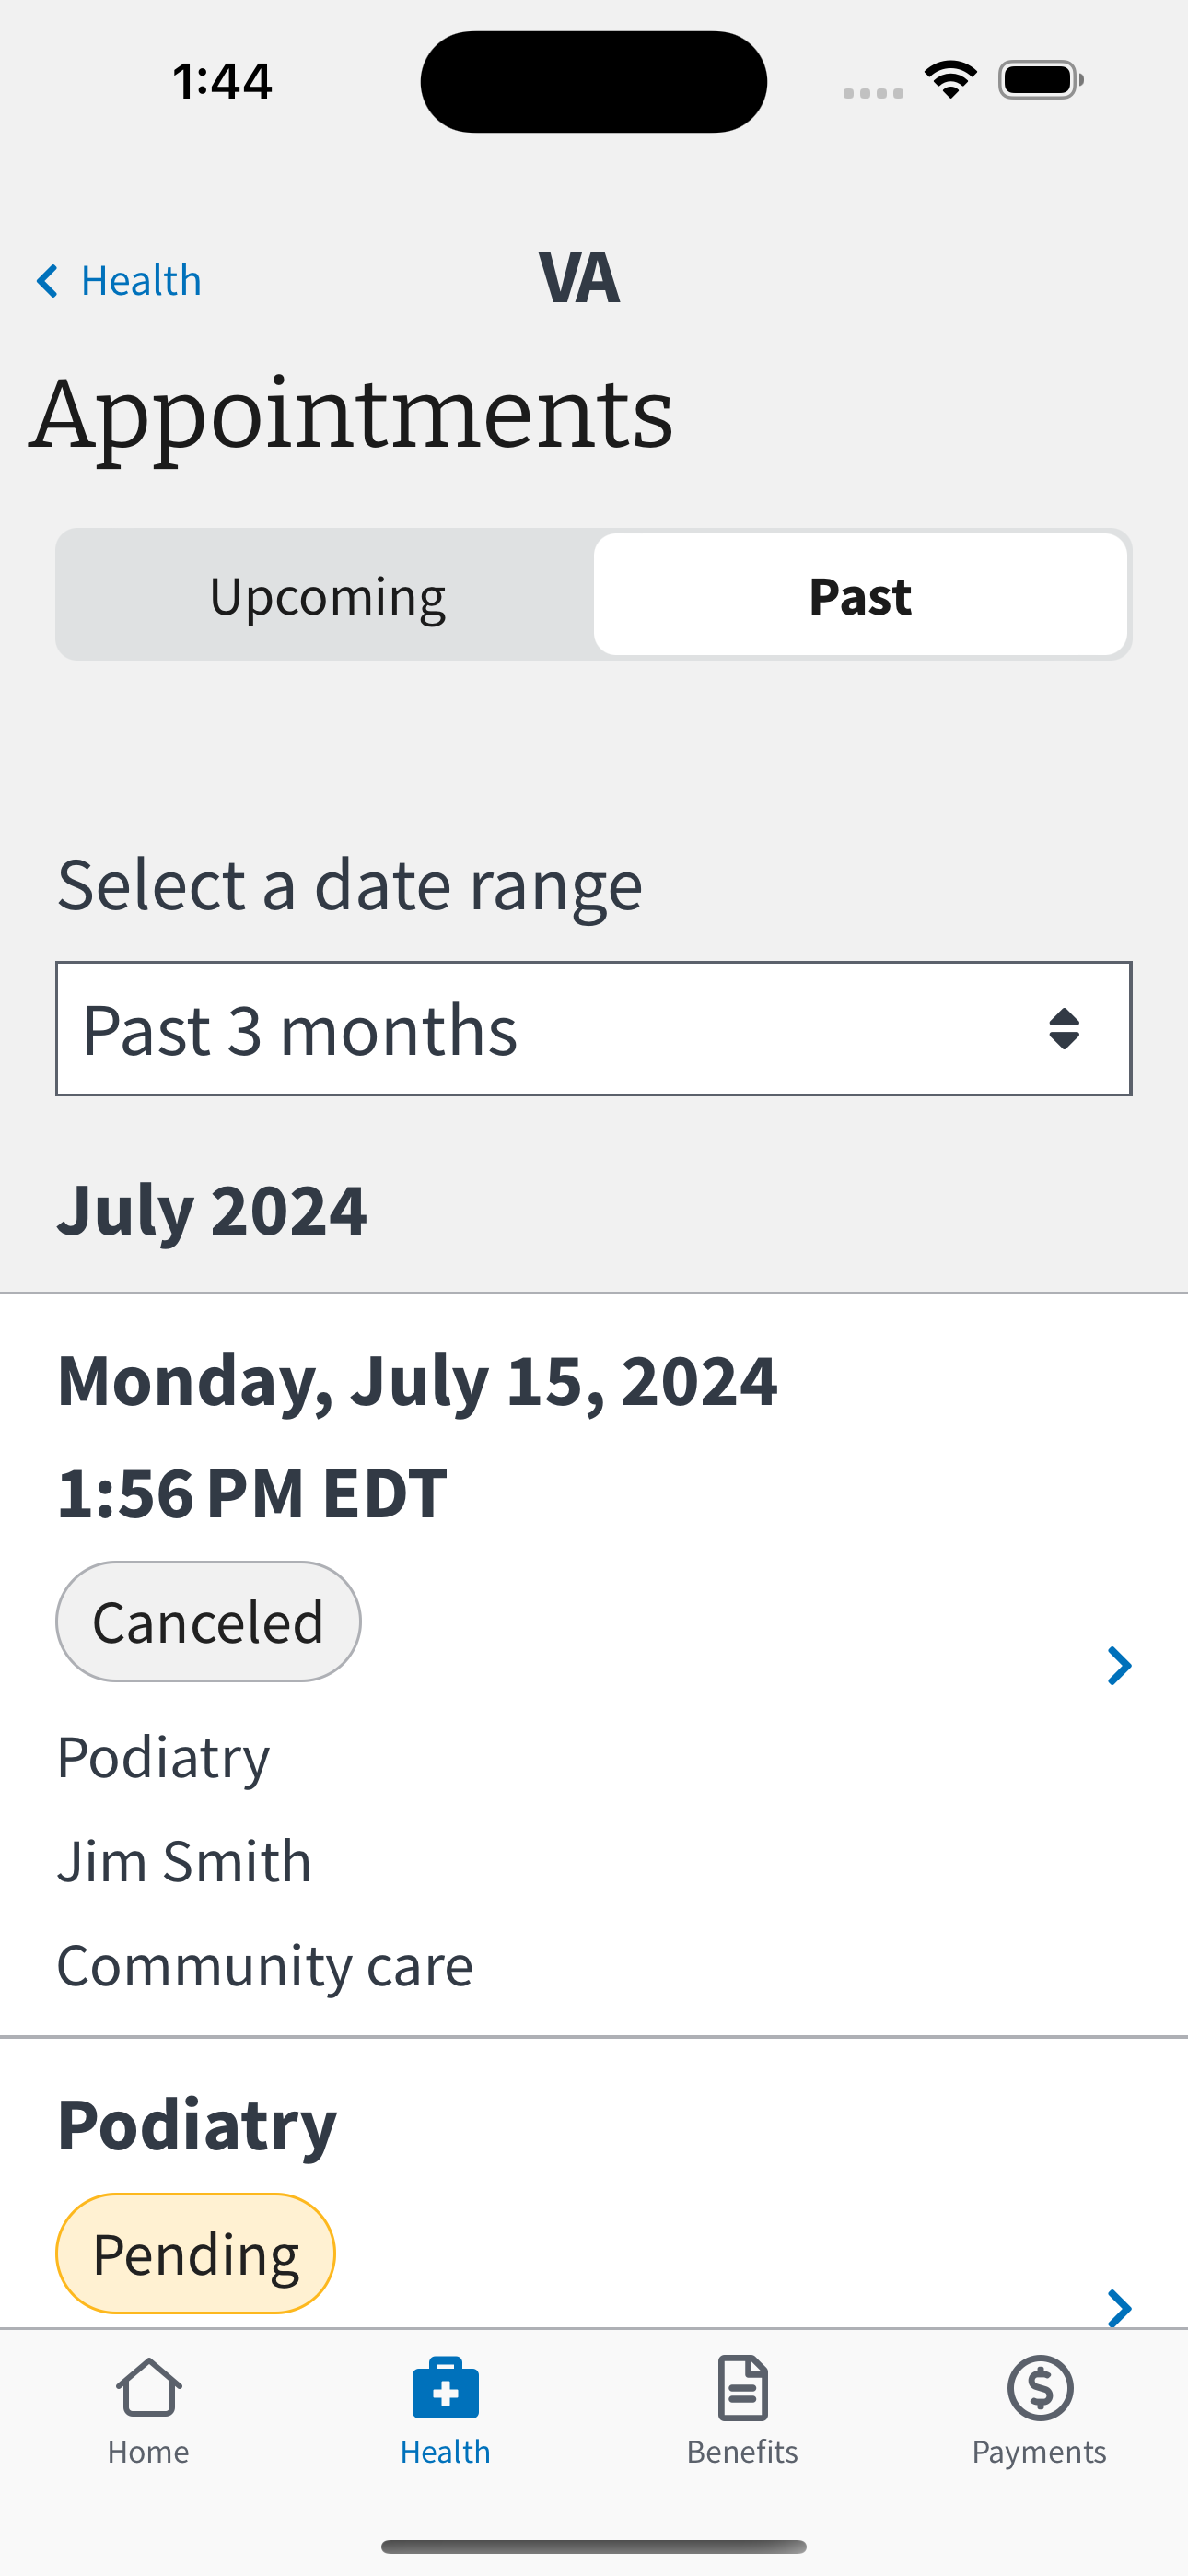 1:44
Health
VA
Appointments
Upcoming
Past
Select a date range
Past 3 months
July 2024
Monday, July 15, 2024
1:56 PM EDT
Canceled
Podiatry
Jim Smith
Community care
Podiatry
Pending
Home
Health
Benefits
Payments